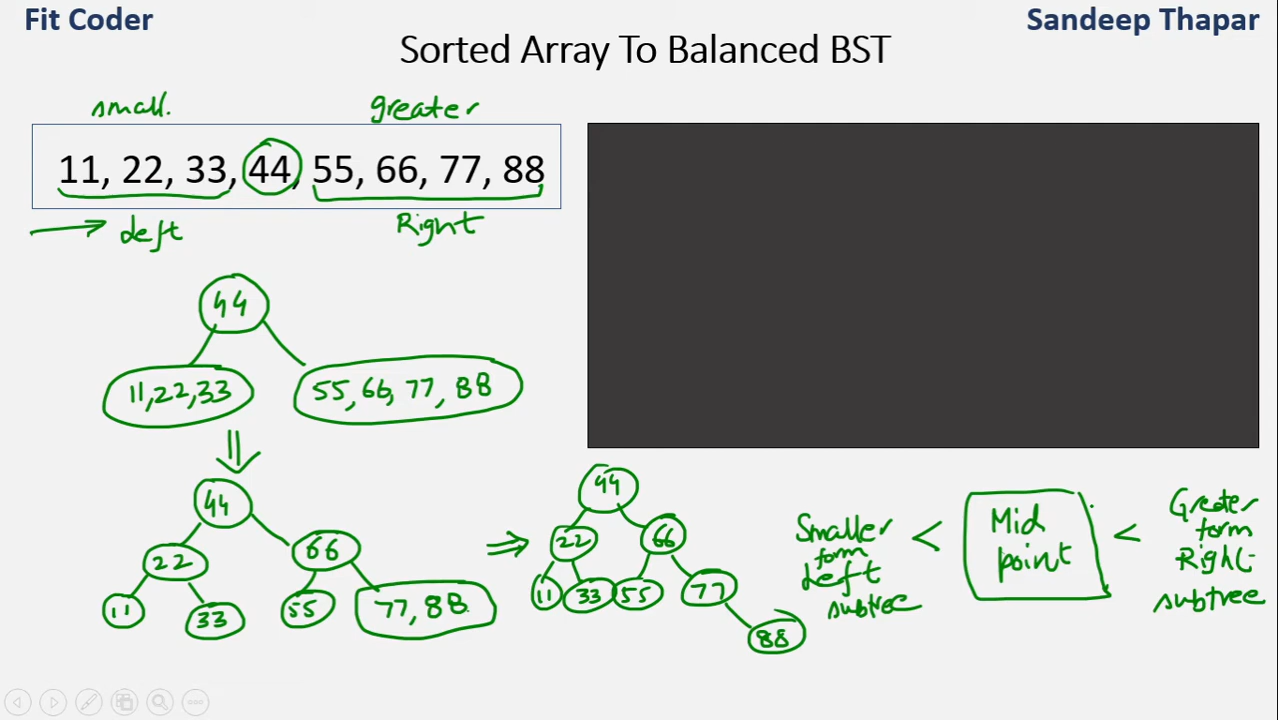 Fit Coder
Sandeep Thapar
Sorted Array To Balanced BST
small.
greater
11, 22, 33, 44, 55, 66, 77, 88
Left
Right
44
11,22,33
55, 66, 77, 88
44
22
66
11
33
55
77, 88
44
22
66
11
33
55
77
88
Smaller
form
Left
subtree
<
Mid
point
<
Greater
form
Right
subtree